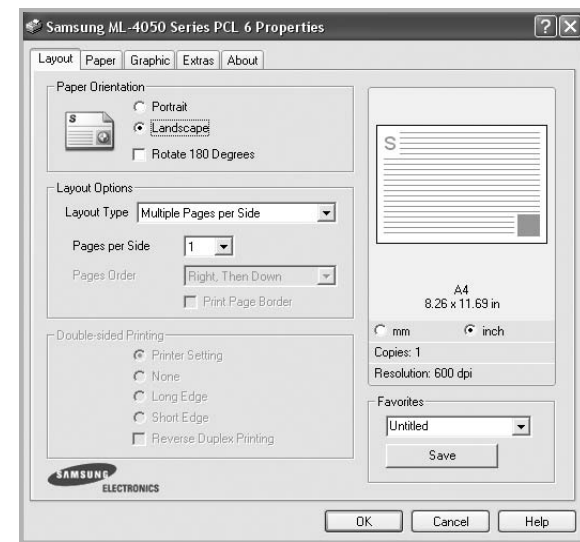 Samsung ML-4050 Series PCL 6 Properties
Layout Paper Graphic Extras About
Paper Orientation
S
Portrait
Landscape
Rotate 180 Degrees
Layout Options
Layout Type Multiple Pages per Side
Pages per Side 1
Pages Order Right, Then Down
Print Page Border
Double-sided Printing
Printer Setting
None
Long Edge
Short Edge
Reverse Duplex Printing
SAMSUNG
ELECTRONICS
S
A4
8.26 x 11.69 in
mm inch
Copies: 1
Resolution: 600 dpi
Favorites
Untitled
Save
OK Cancel Help